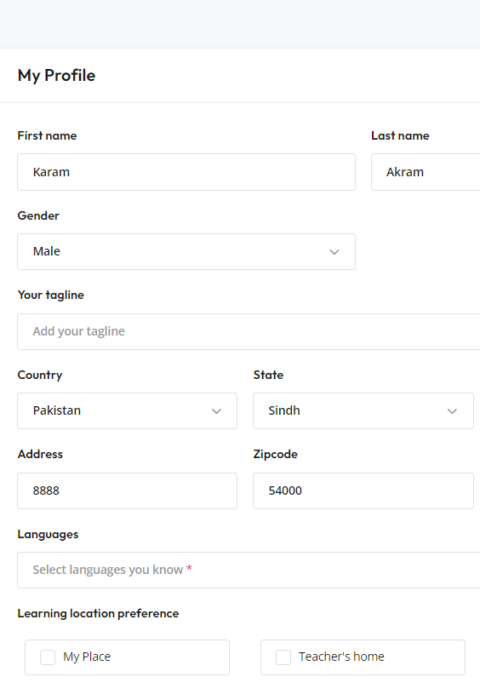 My Profile
First name Last name
Karam Akram
Gender
Male
Your tagline
Add your tagline
Country State
Pakistan Sindh
Address Zipcode
8888 54000
Languages
Select languages you know *
Learning location preference
My Place Teacher's home